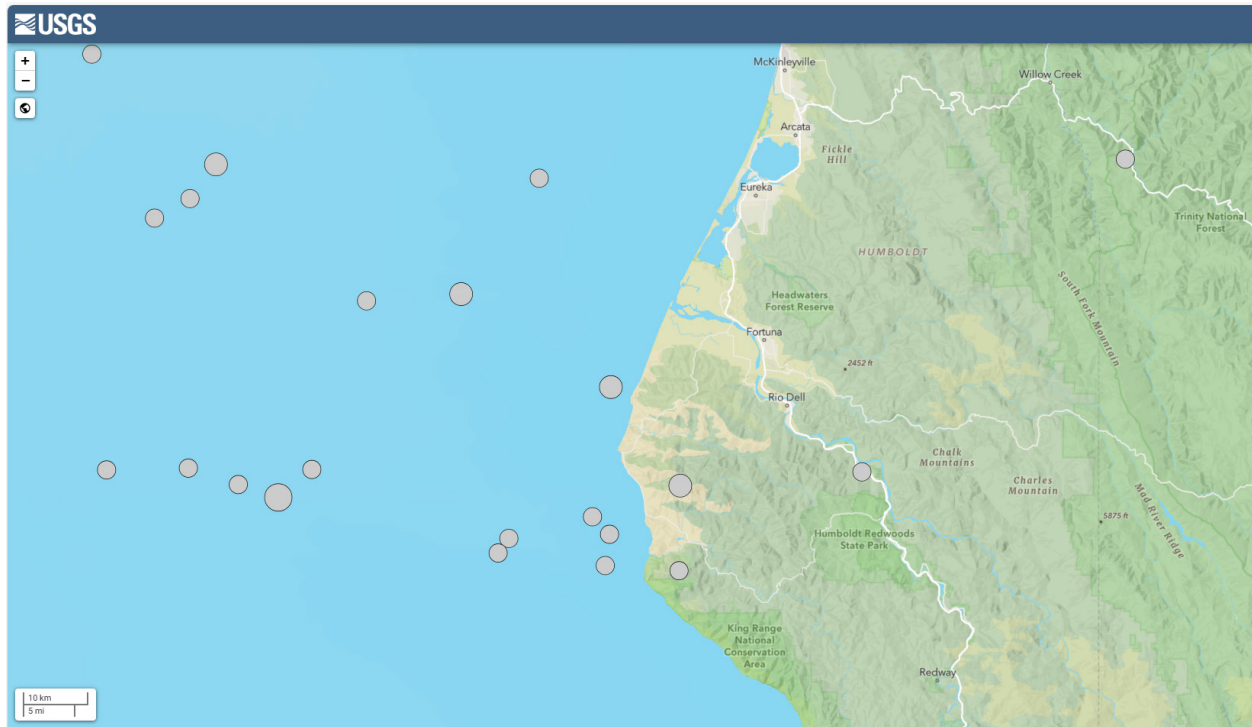 USGS
+
−
McKinleyville
Willow Creek
Arcata
Fickle
Hill
Eureka
Trinity National
Forest
HUMBOLDT
South Fork Mountain
Headwaters
Forest Reserve
Fortuna
2452 ft
Rio Dell
Chalk
Mountains
Charles
Mountain
Mad River Ridge
5875 ft
Humboldt Redwoods
State Park
King Range
National
Conservation
Area
Redway
10 km
5 mi